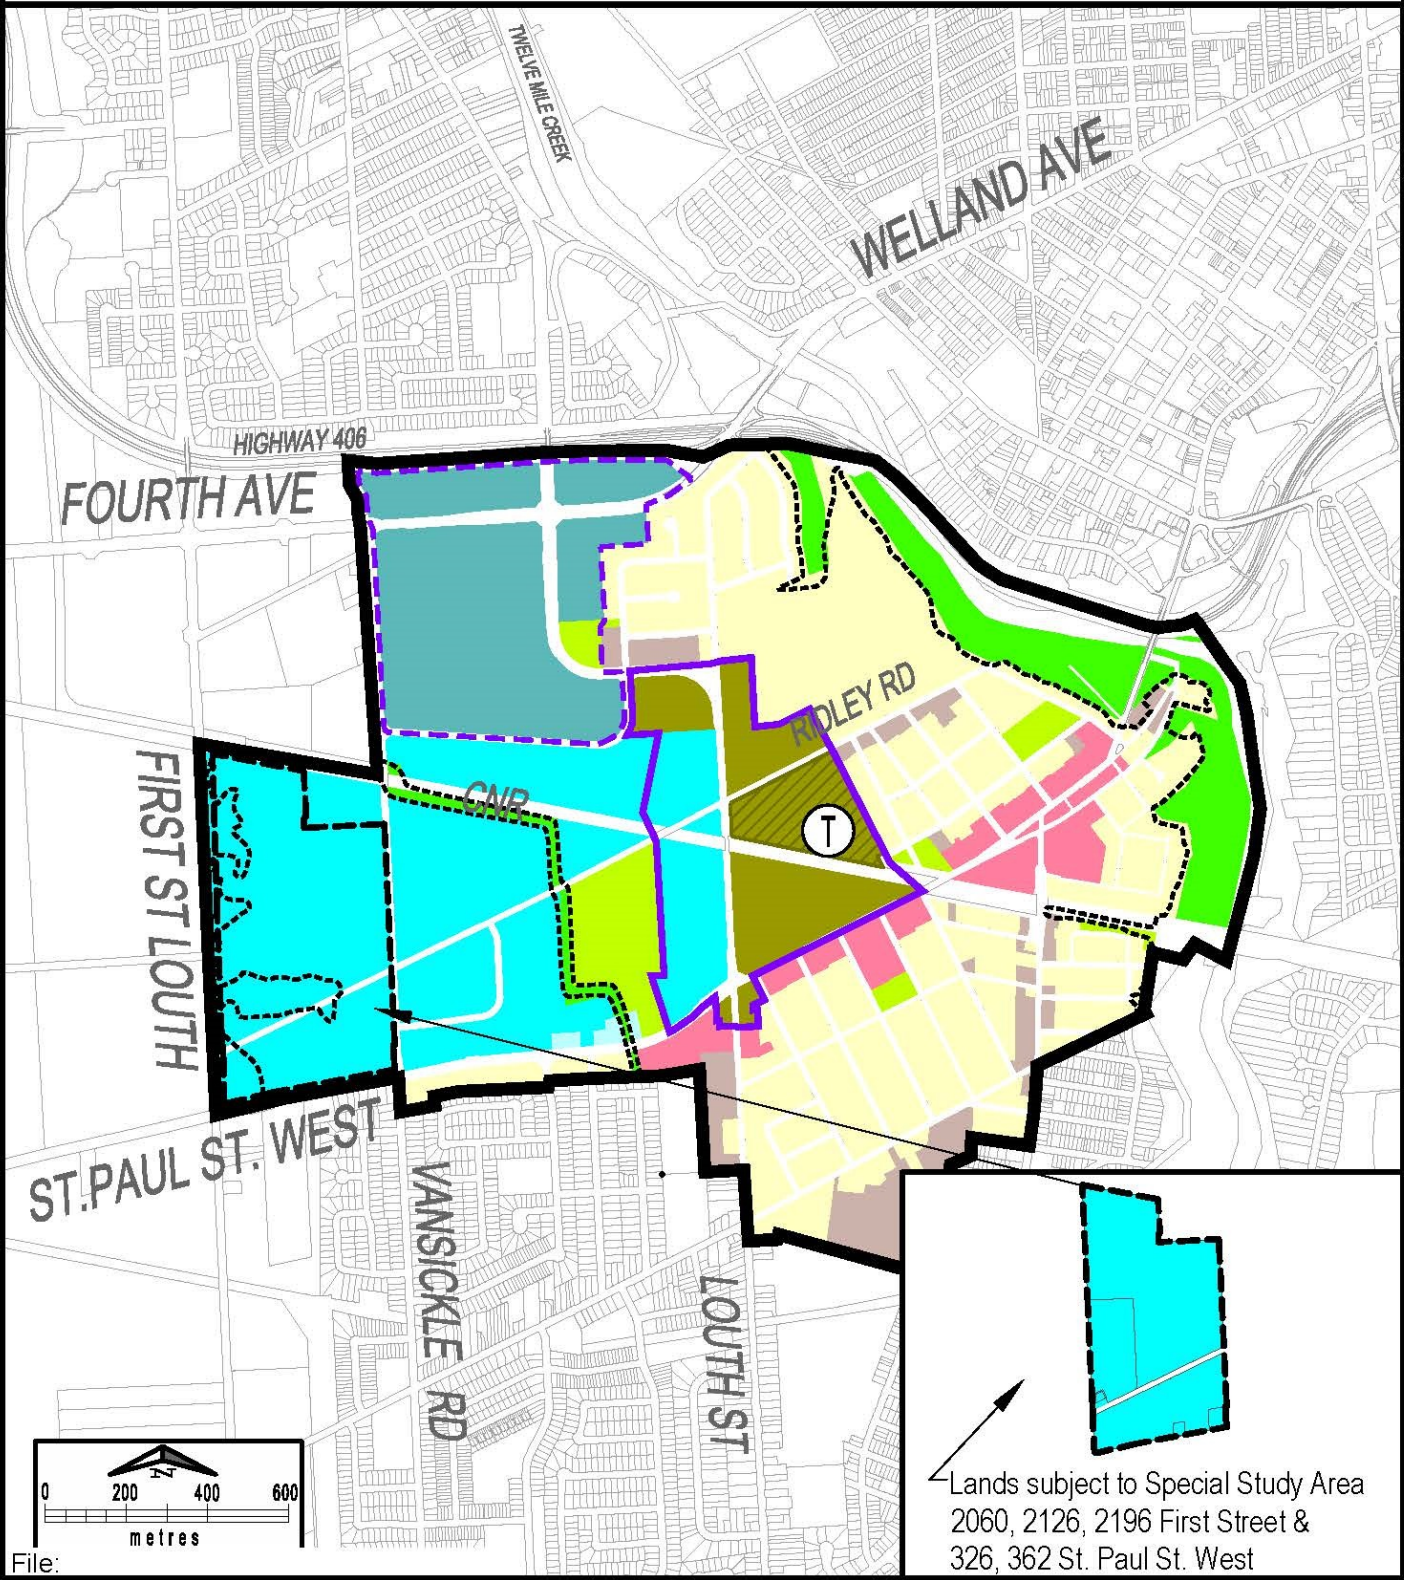 TWELVE MILE CREEK
WELLAND AVE
HIGHWAY 406
FOURTH AVE
RIDLEY RD
FIRST ST LOUTH
CNR
T
ST.PAUL ST. WEST
VANSICKLE RD
LOUTH ST
0 200 400 600
metres
File:
Lands subject to Special Study Area
2060, 2126, 2196 First Street &
326, 362 St. Paul St. West